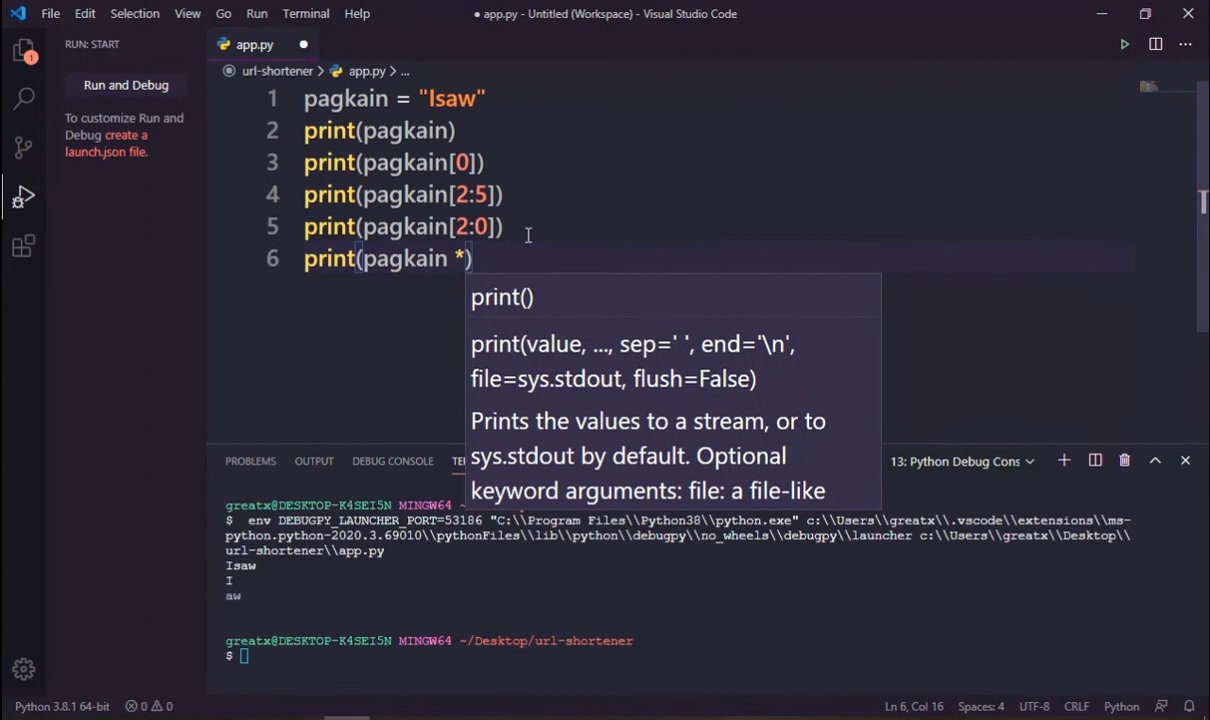 File Edit Selection View Go Run Terminal Help ● app.py - Untitled (Workspace) - Visual Studio Code
1
RUN: START
app.py
Run and Debug
url-shortener > app.py > ...
To customize Run and
Debug create a
launch.json file.
1 pagkain = "Isaw"
2 print(pagkain)
3 print(pagkain[0])
4 print(pagkain[2:5])
5 print(pagkain[2:0])
6 print(pagkain *)
print()
print(value, ..., sep=' ', end='\n',
file=sys.stdout, flush=False)
Prints the values to a stream, or to
sys.stdout by default. Optional
keyword arguments: file: a file-like
PROBLEMS OUTPUT DEBUG CONSOLE TE 13: Python Debug Cons
greatx@DESKTOP-K4SEI5N MINGW64 ~
$ env DEBUGPY_LAUNCHER_PORT=53186 "C:\\Program Files\\Python38\\python.exe" c:\\Users\\greatx\\.vscode\\extensions\\ms-
python.python-2020.3.69010\\pythonFiles\\lib\\python\\debugpy\\no_wheels\\debugpy\\launcher c:\\Users\\greatx\\Desktop\\
url-shortener\\app.py
Isaw
I
aw
greatx@DESKTOP-K4SEI5N MINGW64 ~/Desktop/url-shortener
$
Python 3.8.1 64-bit 0 0 Ln 6, Col 16 Spaces: 4 UTF-8 CRLF Python